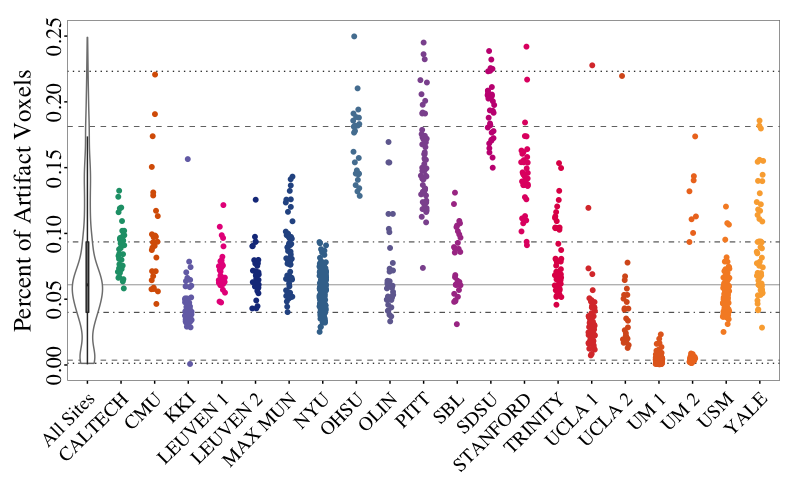 Percent of Artifact Voxels
0.25
0.20
0.15
0.10
0.05
0.00
All Sites
CALTECH
CMU
KKI
LEUVEN 1
LEUVEN 2
MAX MUN
NYU
OHSU
OLIN
PITT
SBL
SDSU
STANFORD
TRINITY
UCLA 1
UCLA 2
UM 1
UM 2
USM
YALE